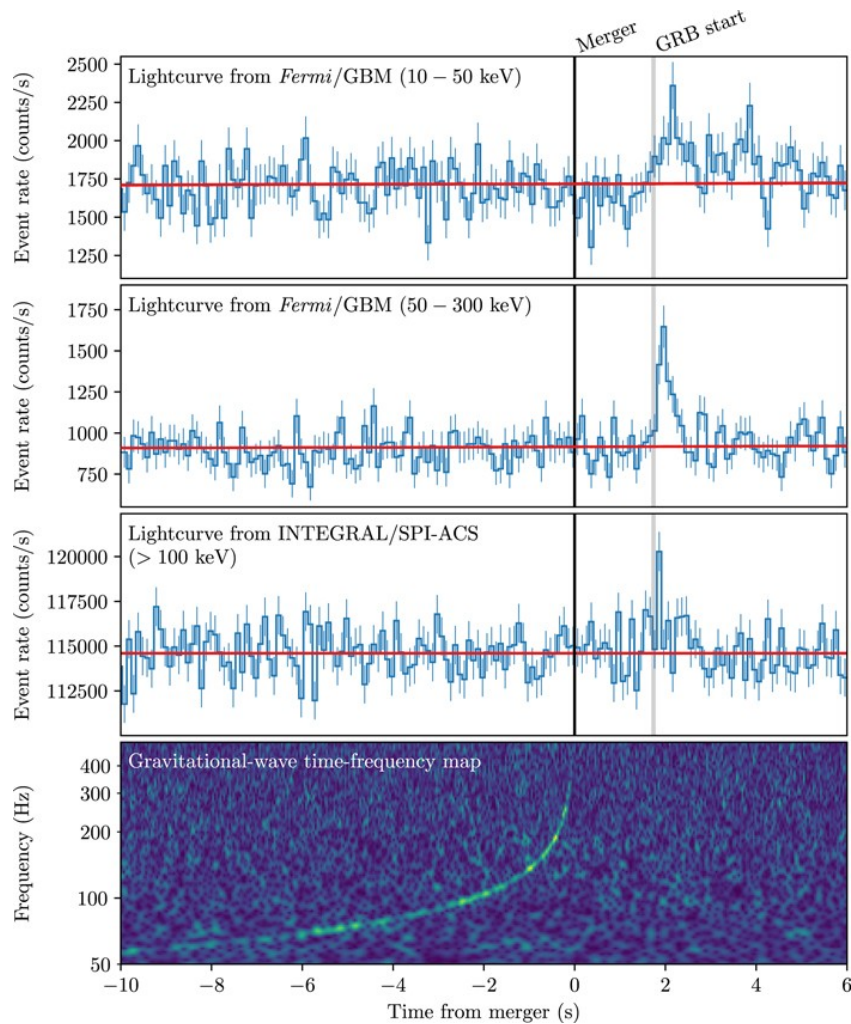 Merger
GRB start
Lightcurve from Fermi/GBM (10 − 50 keV)
Event rate (counts/s)
2500
2250
2000
1750
1500
1250
Lightcurve from Fermi/GBM (50 − 300 keV)
Event rate (counts/s)
1750
1500
1250
1000
750
Lightcurve from INTEGRAL/SPI-ACS
(> 100 keV)
Event rate (counts/s)
120000
117500
115000
112500
Gravitational-wave time-frequency map
Frequency (Hz)
400
300
200
100
50
−10 −8 −6 −4 −2 0 2 4 6
Time from merger (s)